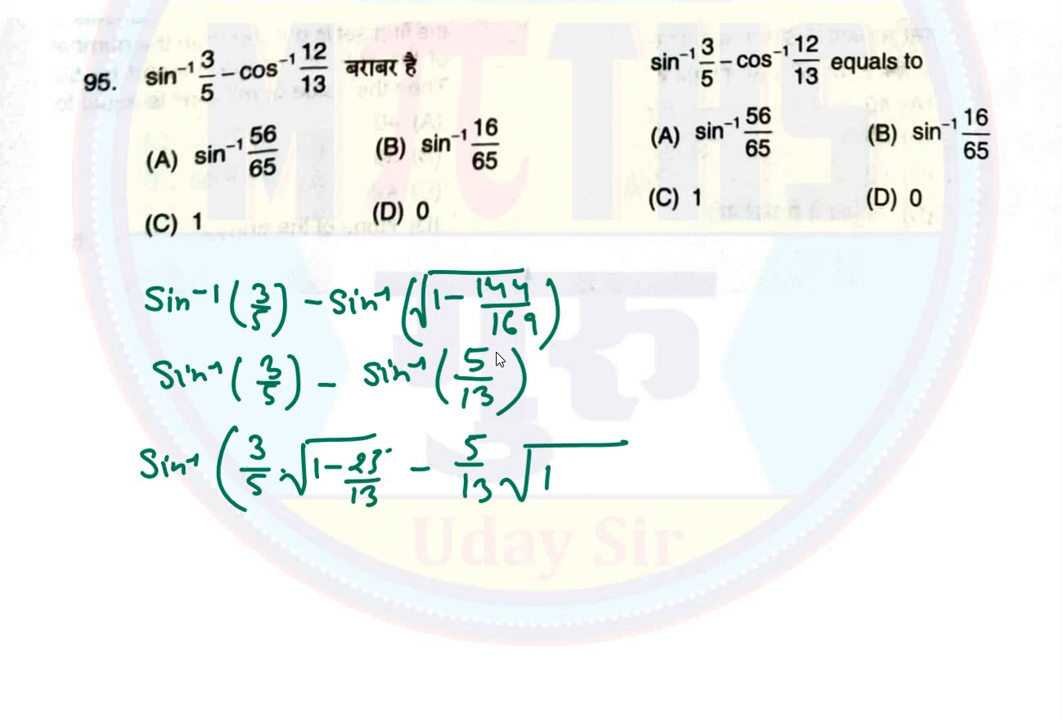 95. sin⁻¹ 3/5 − cos⁻¹ 12/13 बराबर है
(A) sin⁻¹ 56/65 (B) sin⁻¹ 16/65
(C) 1 (D) 0
sin⁻¹ 3/5 − cos⁻¹ 12/13 equals to
(A) sin⁻¹ 56/65 (B) sin⁻¹ 16/65
(C) 1 (D) 0
Sin⁻¹ (3/5) − Sin⁻¹ (√(1 − 144/169))
Sin⁻¹ (3/5) − Sin⁻¹ (5/13)
Sin⁻¹ (3/5 . √(1 − 25/13) − 5/13 √1
MATHS
गुरु
Uday Sir